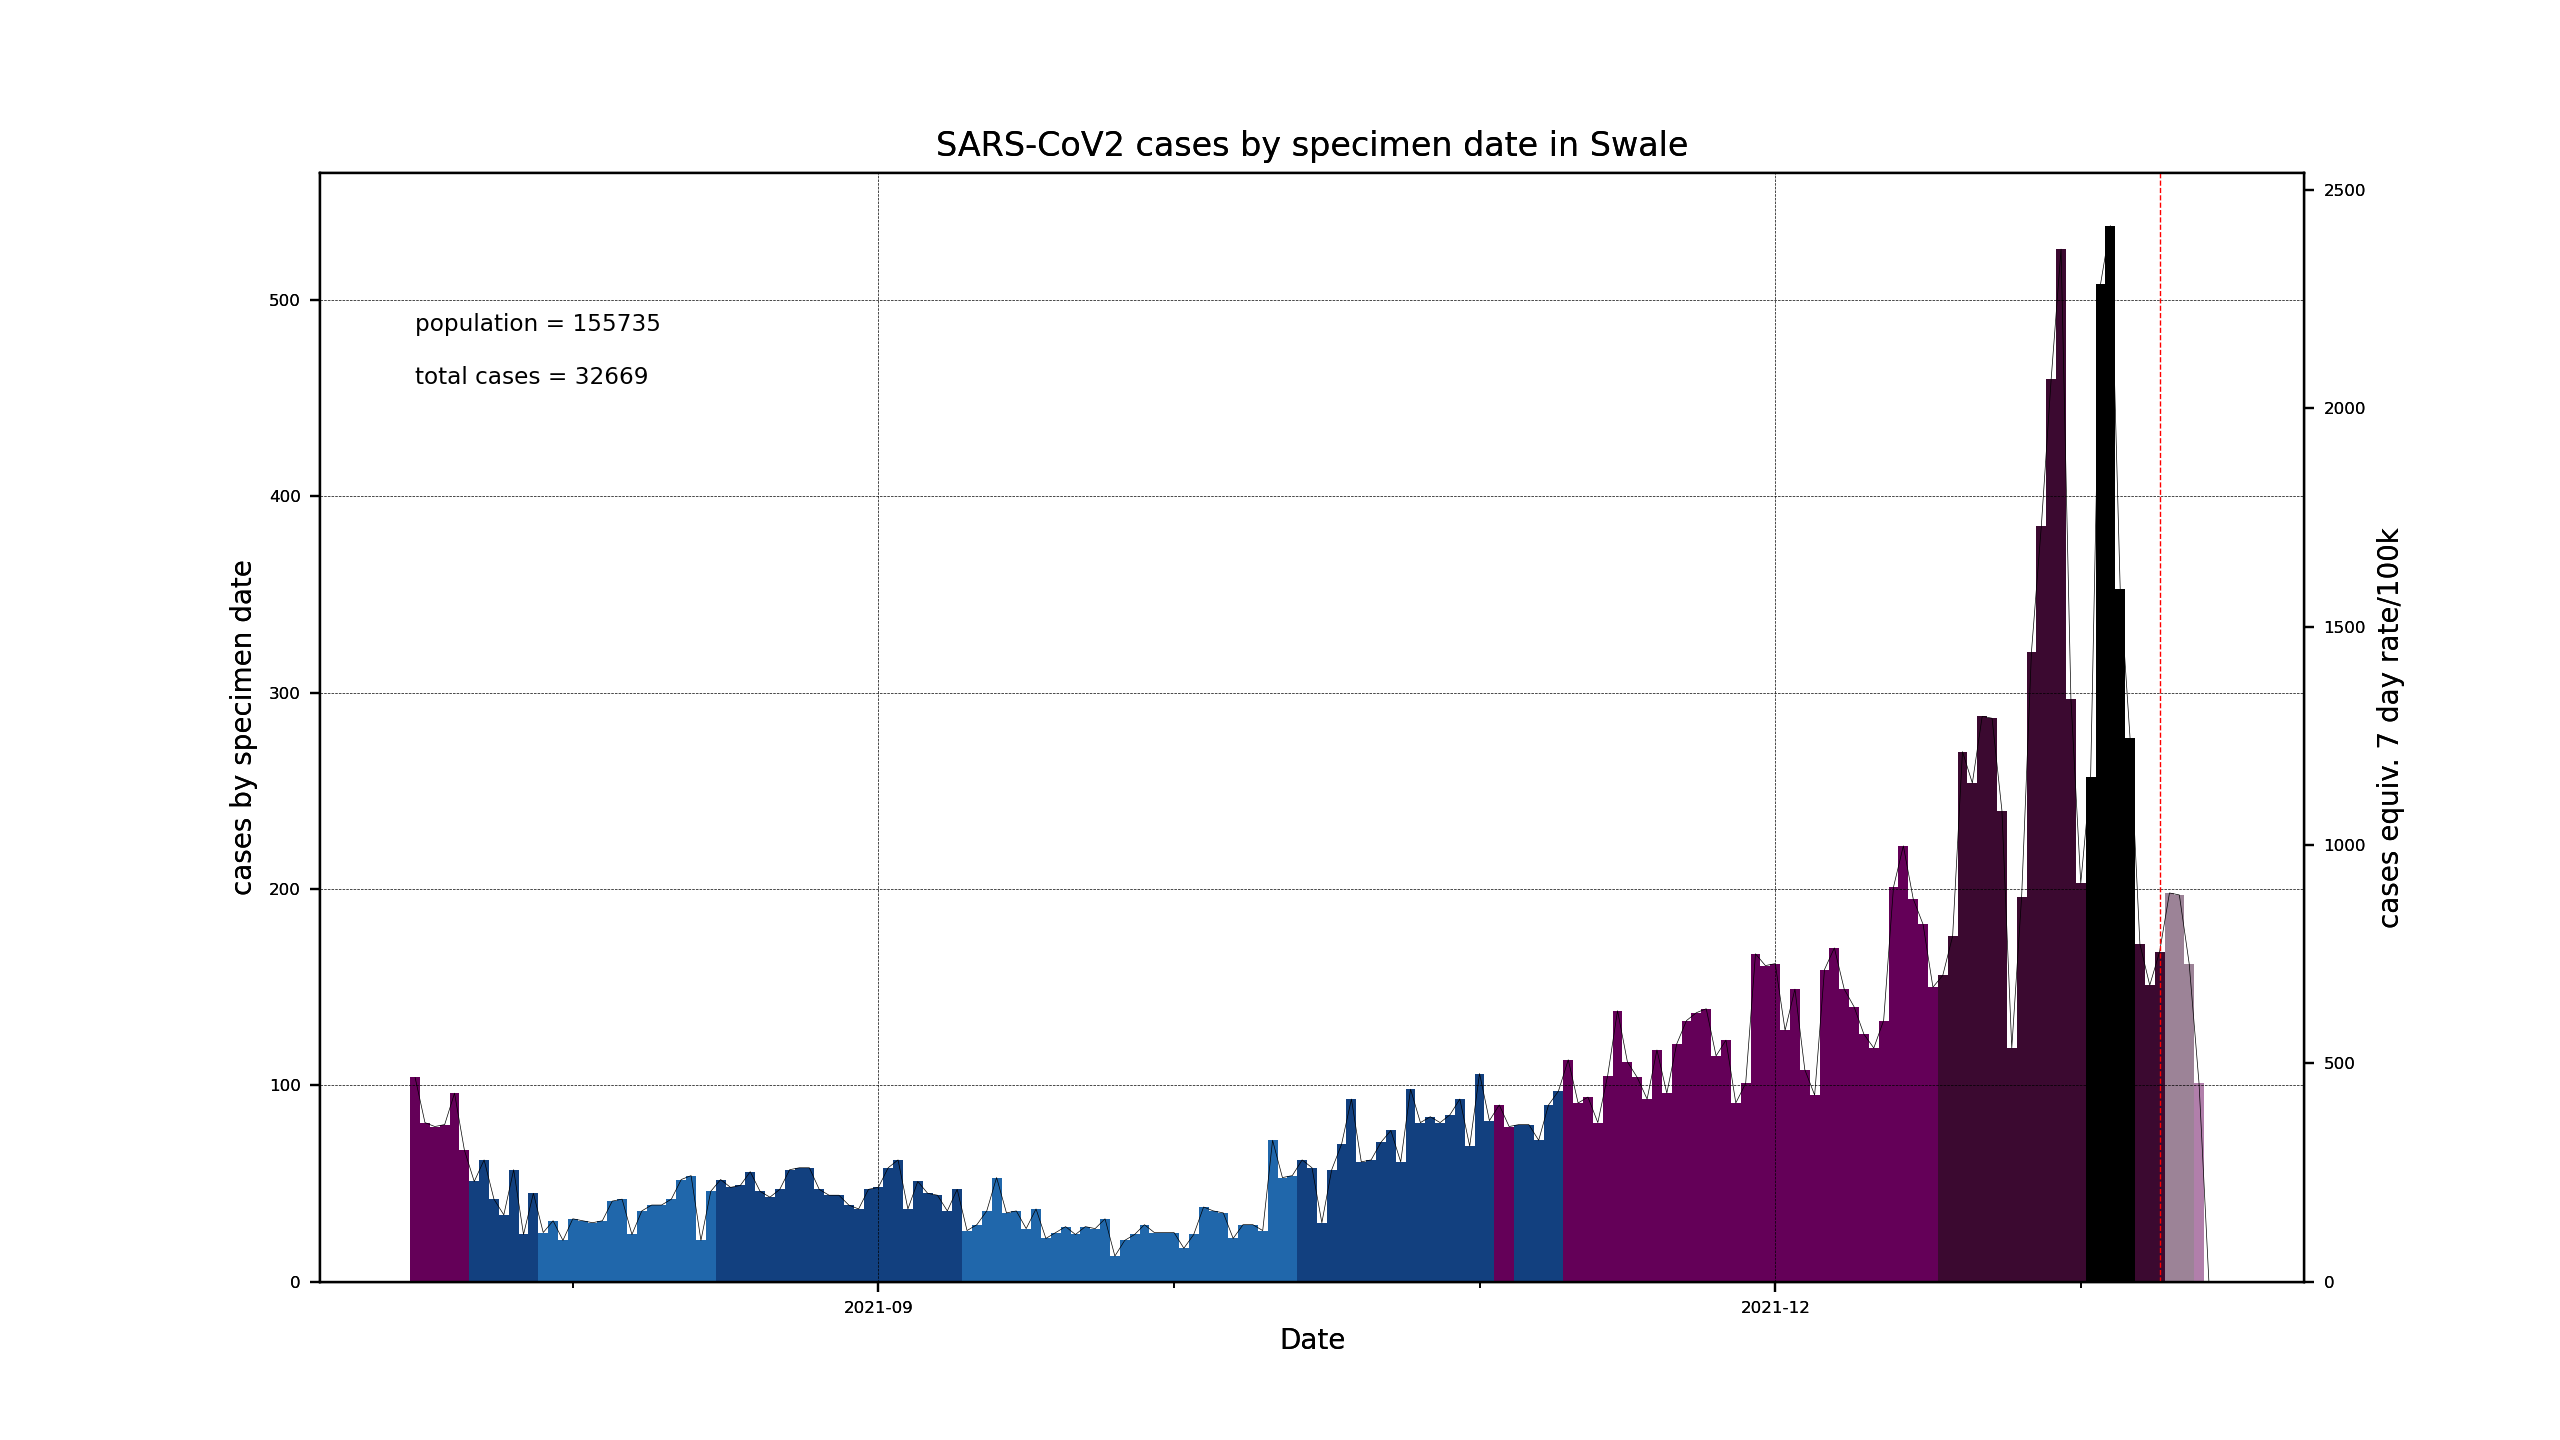 SARS-CoV2 cases by specimen date in Swale
population = 155735
total cases = 32669
cases by specimen date
500
400
300
200
100
0
2500
2000
1500
1000
500
0
cases equiv. 7 day rate/100k
2021-09
2021-12
Date